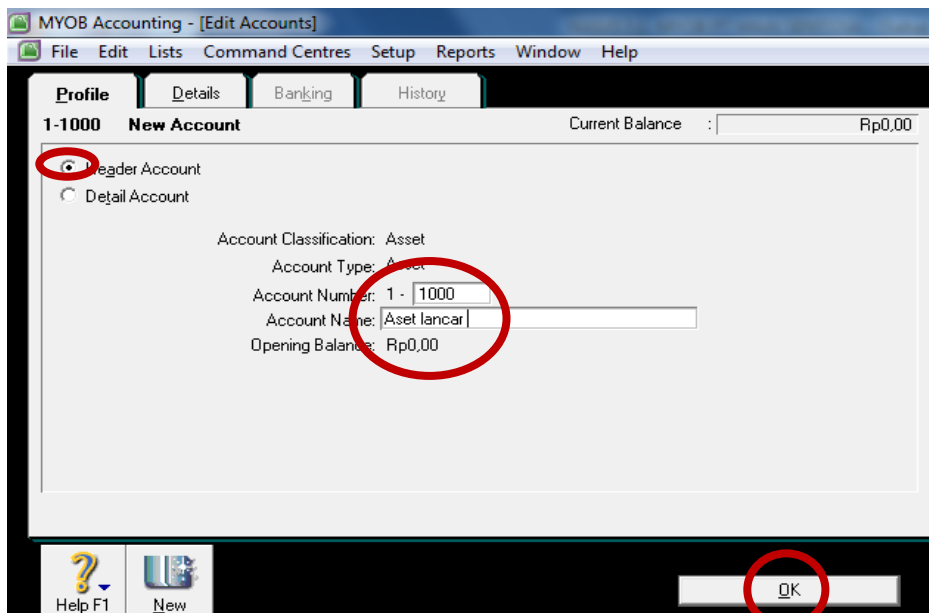 MYOB Accounting - [Edit Accounts]
File Edit Lists Command Centres Setup Reports Window Help
Profile Details Banking History
1-1000 New Account Current Balance : Rp0,00
Header Account
Detail Account
Account Classification: Asset
Account Type: Asset
Account Number: 1 - 1000
Account Name: Aset lancar
Opening Balance: Rp0,00
Help F1 New OK